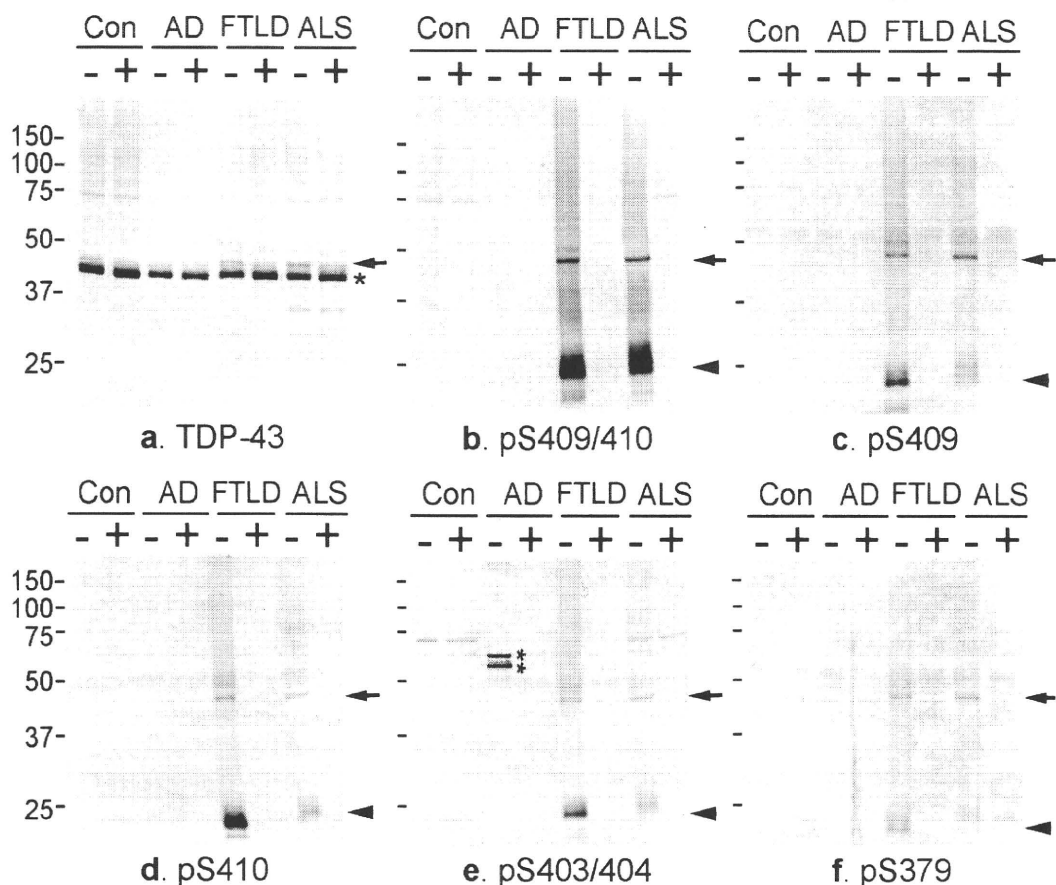 Con AD FTLD ALS Con AD FTLD ALS Con AD FTLD ALS
- + - + - + - + - + - + - + - + - + - + - + - +
150-
100-
75-
50-
37-
*
25-
a. TDP-43 b. pS409/410 c. pS409
Con AD FTLD ALS Con AD FTLD ALS Con AD FTLD ALS
- + - + - + - + - + - + - + - + - + - + - + - +
150-
100-
75-
*
*
50-
37-
25-
d. pS410 e. pS403/404 f. pS379